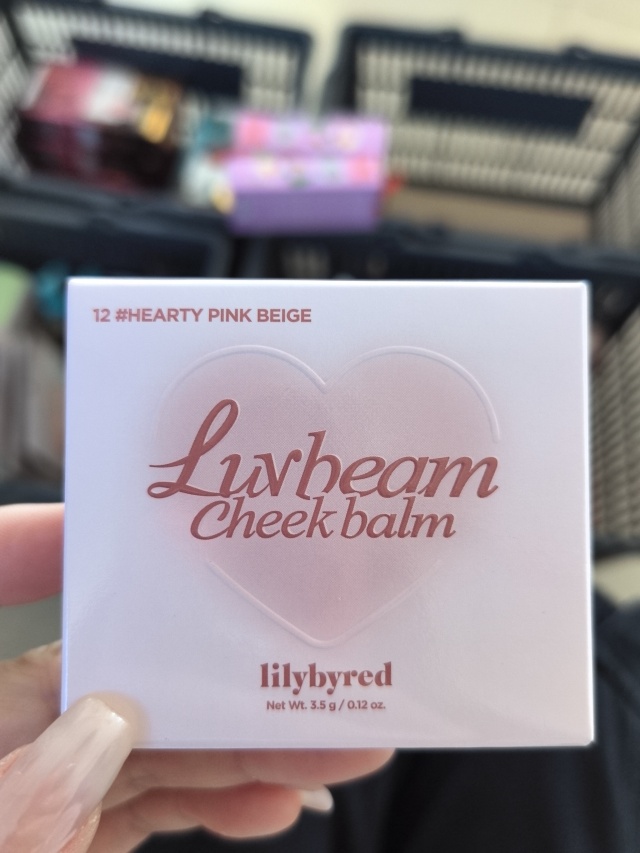 12 #HEARTY PINK BEIGE
Luvbeam
Cheek balm
lilybyred
Net Wt. 3.5 g / 0.12 oz.